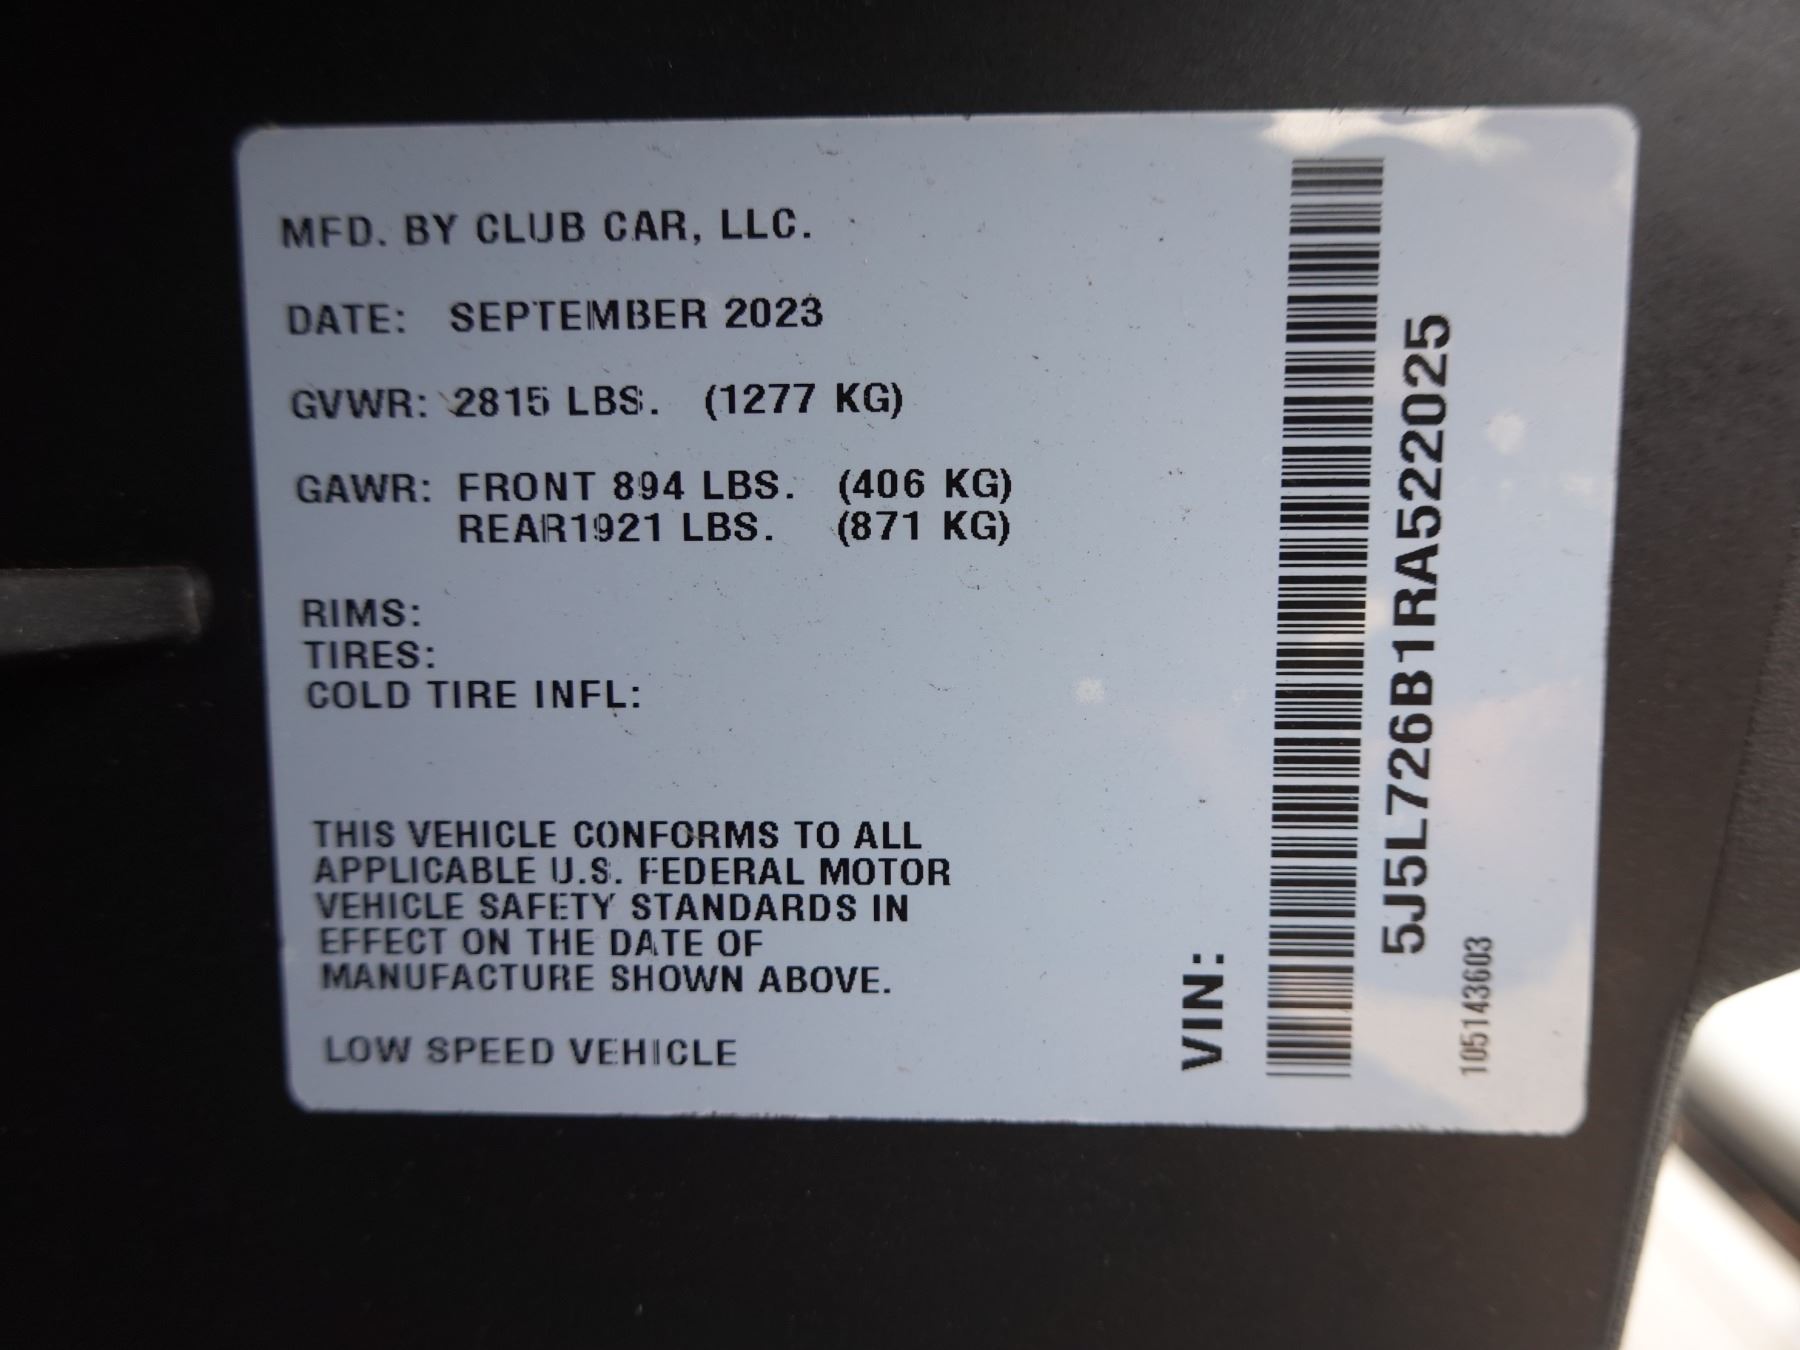 MFD. BY CLUB CAR, LLC.
DATE: SEPTEMBER 2023
GVWR: 2815 LBS. (1277 KG)
GAWR: FRONT 894 LBS. (406 KG)
REAR1921 LBS. (871 KG)
RIMS:
TIRES:
COLD TIRE INFL:
THIS VEHICLE CONFORMS TO ALL
APPLICABLE U.S. FEDERAL MOTOR
VEHICLE SAFETY STANDARDS IN
EFFECT ON THE DATE OF
MANUFACTURE SHOWN ABOVE.
LOW SPEED VEHICLE
VIN:
5J5L726B1RA522025
105143603